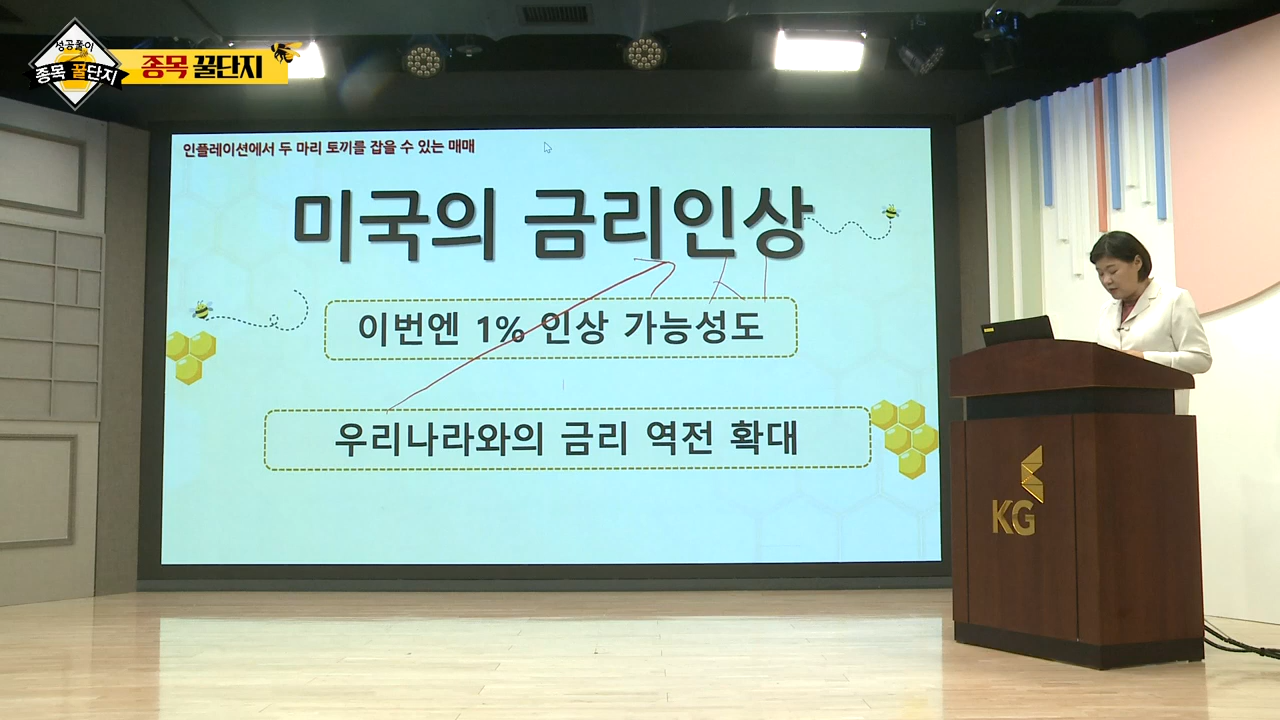 성공풀이
종목 꿀단지
종목 꿀단지
인플레이션에서 두 마리 토끼를 잡을 수 있는 매매
미국의 금리인상
이번엔 1% 인상 가능성도
우리나라와의 금리 역전 확대
KG